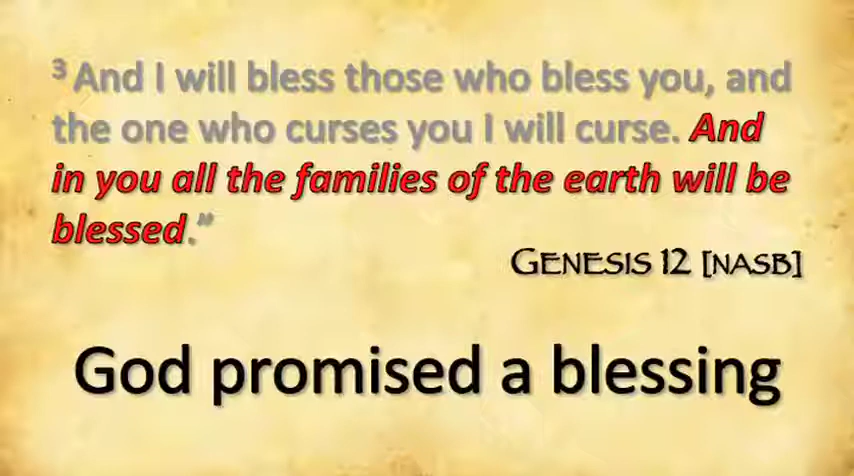 3 And I will bless those who bless you, and
the one who curses you I will curse. And
in you all the families of the earth will be
blessed.”
GENESIS 12 [NASB]
God promised a blessing